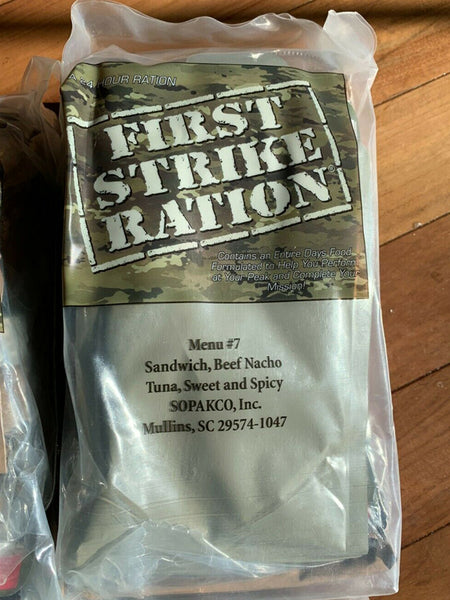 A 24 HOUR RATION
FIRST
STRIKE
RATION®
Contains an Entire Days Food,
Formulated to Help You Perform
at Your Peak and Complete Your
Mission!
Menu #7
Sandwich, Beef Nacho
Tuna, Sweet and Spicy
SOPAKCO, Inc.
Mullins, SC 29574-1047